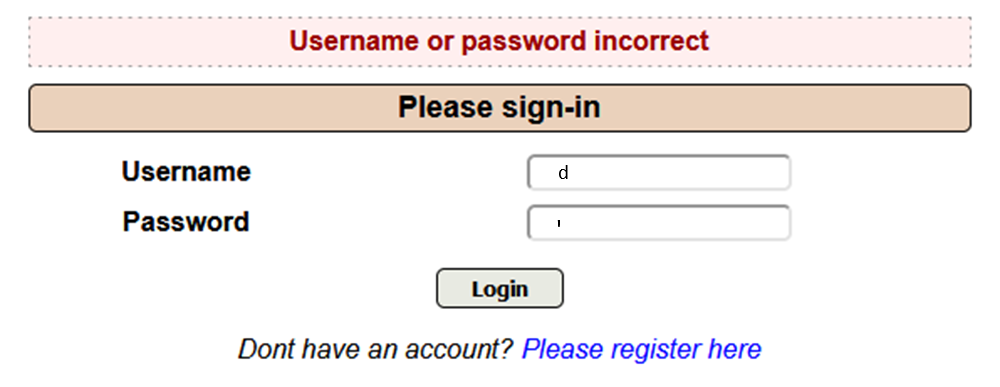 Username or password incorrect
Please sign-in
Username d
Password '
Login
Dont have an account? Please register here